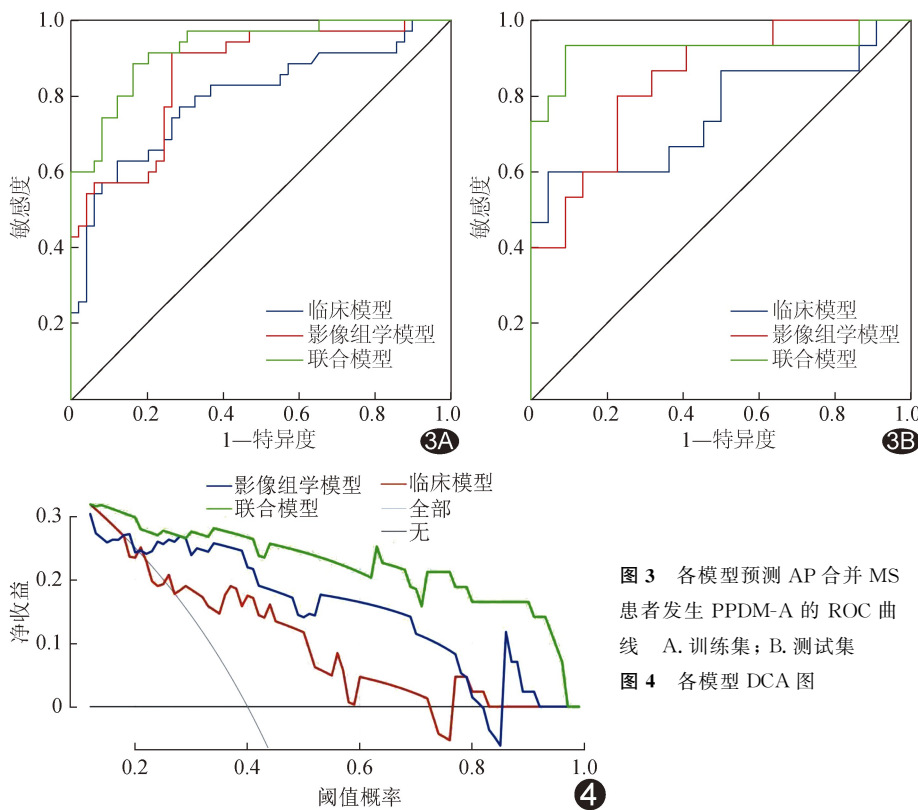 1.0
0.8
0.6
0.4
0.2
敏感度
临床模型
影像组学模型
联合模型
0
0.2
0.4
0.6
0.8
1.0
1—特异度
3A
1.0
0.8
0.6
0.4
0.2
敏感度
临床模型
影像组学模型
联合模型
0
0.2
0.4
0.6
0.8
1.0
1—特异度
3B
影像组学模型
临床模型
联合模型
全部
无
0.3
0.2
0.1
0
净收益
0.2
0.4
0.6
0.8
1.0
阈值概率
4
图 3 各模型预测 AP 合并 MS
患者发生 PPDM-A 的 ROC 曲
线 A. 训练集；B. 测试集
图 4 各模型 DCA 图